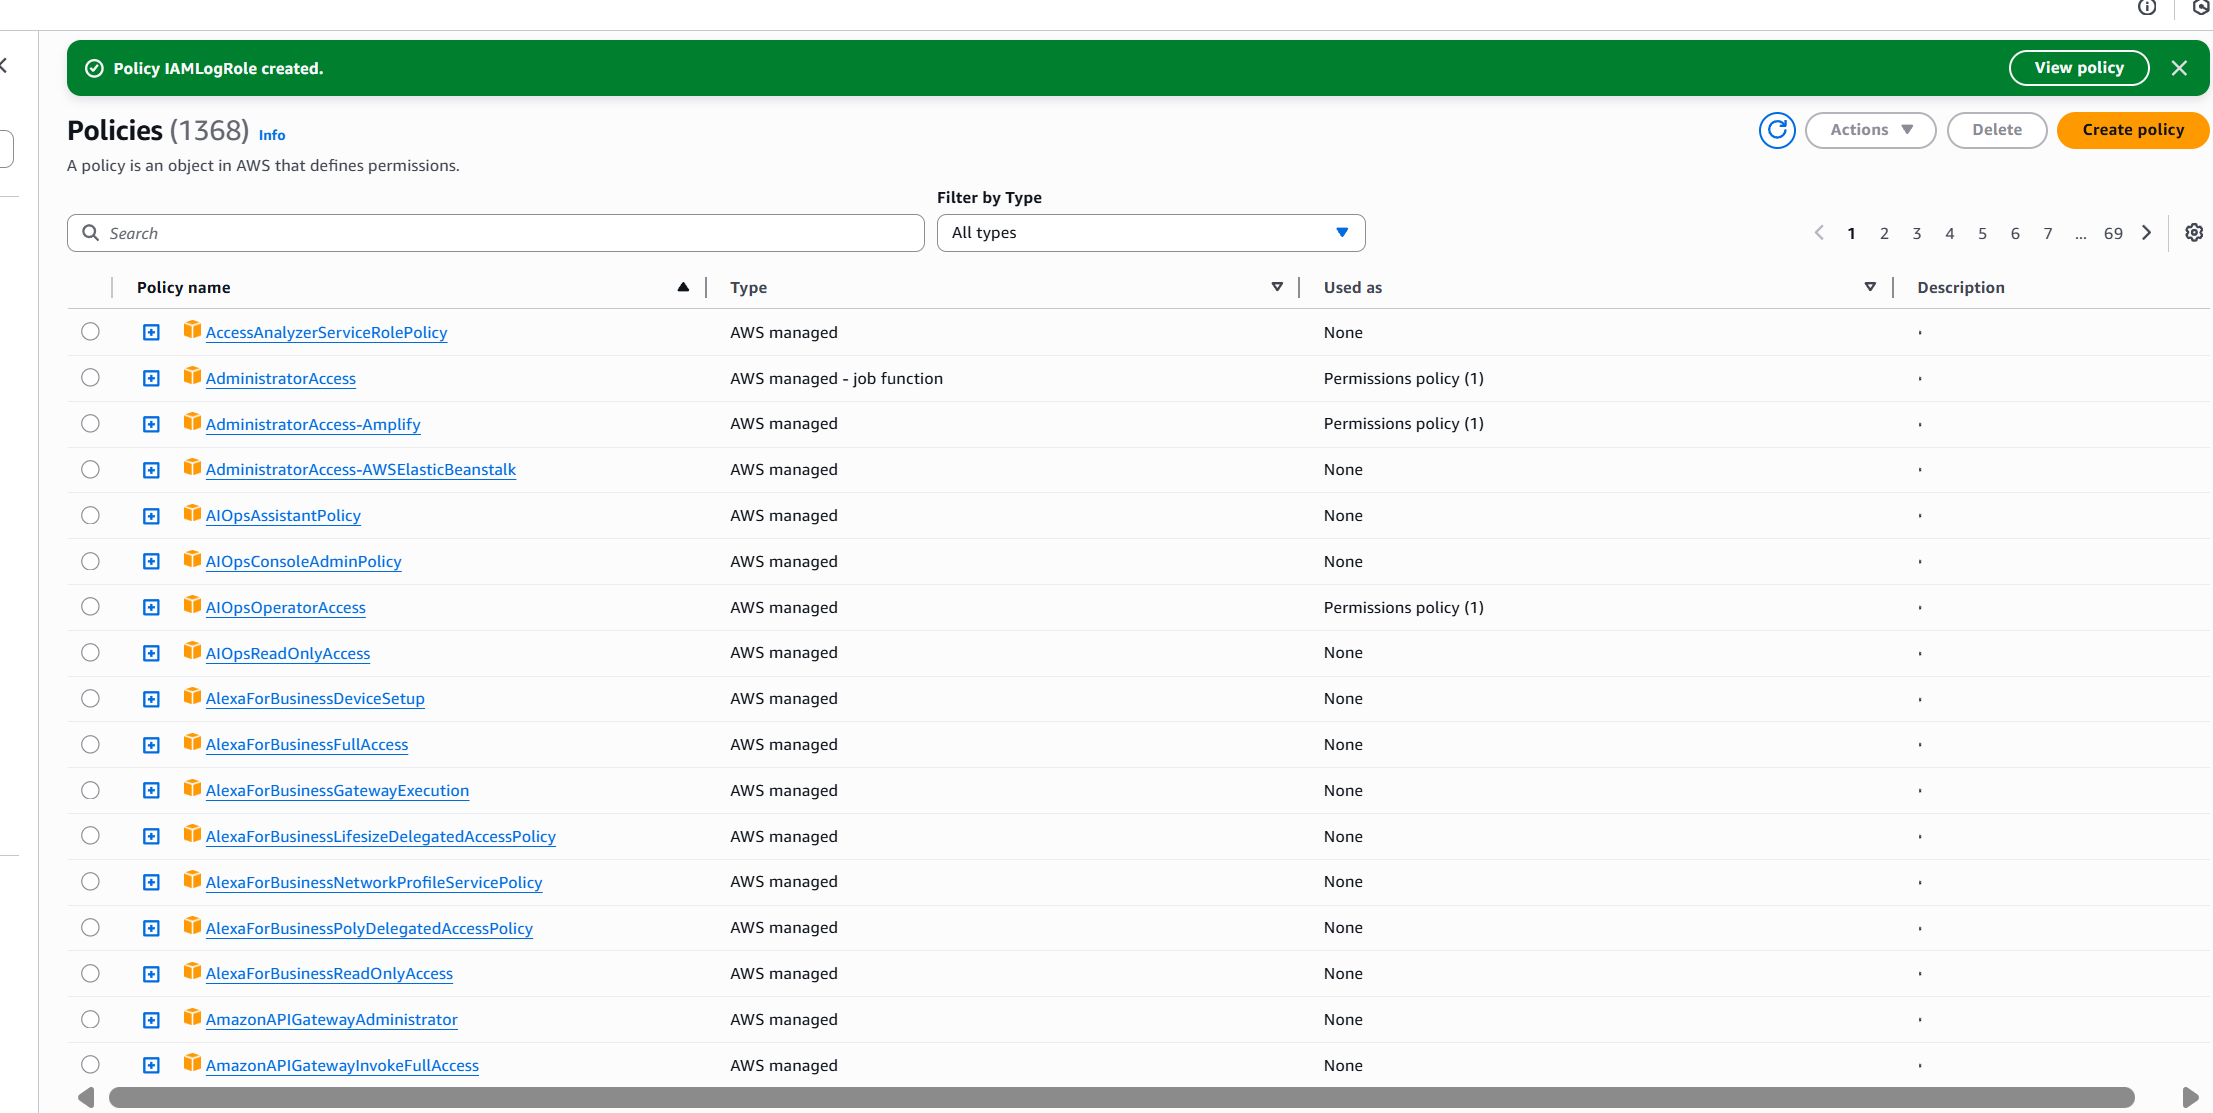 Policy IAMLogRole created.
View policy
Policies (1368) Info
Actions
Delete
Create policy
A policy is an object in AWS that defines permissions.
Filter by Type
Search
All types
1 2 3 4 5 6 7 ... 69
Policy name Type Used as Description
AccessAnalyzerServiceRolePolicy AWS managed None -
AdministratorAccess AWS managed - job function Permissions policy (1) -
AdministratorAccess-Amplify AWS managed Permissions policy (1) -
AdministratorAccess-AWSElasticBeanstalk AWS managed None -
AIOpsAssistantPolicy AWS managed None -
AIOpsConsoleAdminPolicy AWS managed None -
AIOpsOperatorAccess AWS managed Permissions policy (1) -
AIOpsReadOnlyAccess AWS managed None -
AlexaForBusinessDeviceSetup AWS managed None -
AlexaForBusinessFullAccess AWS managed None -
AlexaForBusinessGatewayExecution AWS managed None -
AlexaForBusinessLifesizeDelegatedAccessPolicy AWS managed None -
AlexaForBusinessNetworkProfileServicePolicy AWS managed None -
AlexaForBusinessPolyDelegatedAccessPolicy AWS managed None -
AlexaForBusinessReadOnlyAccess AWS managed None -
AmazonAPIGatewayAdministrator AWS managed None -
AmazonAPIGatewayInvokeFullAccess AWS managed None -